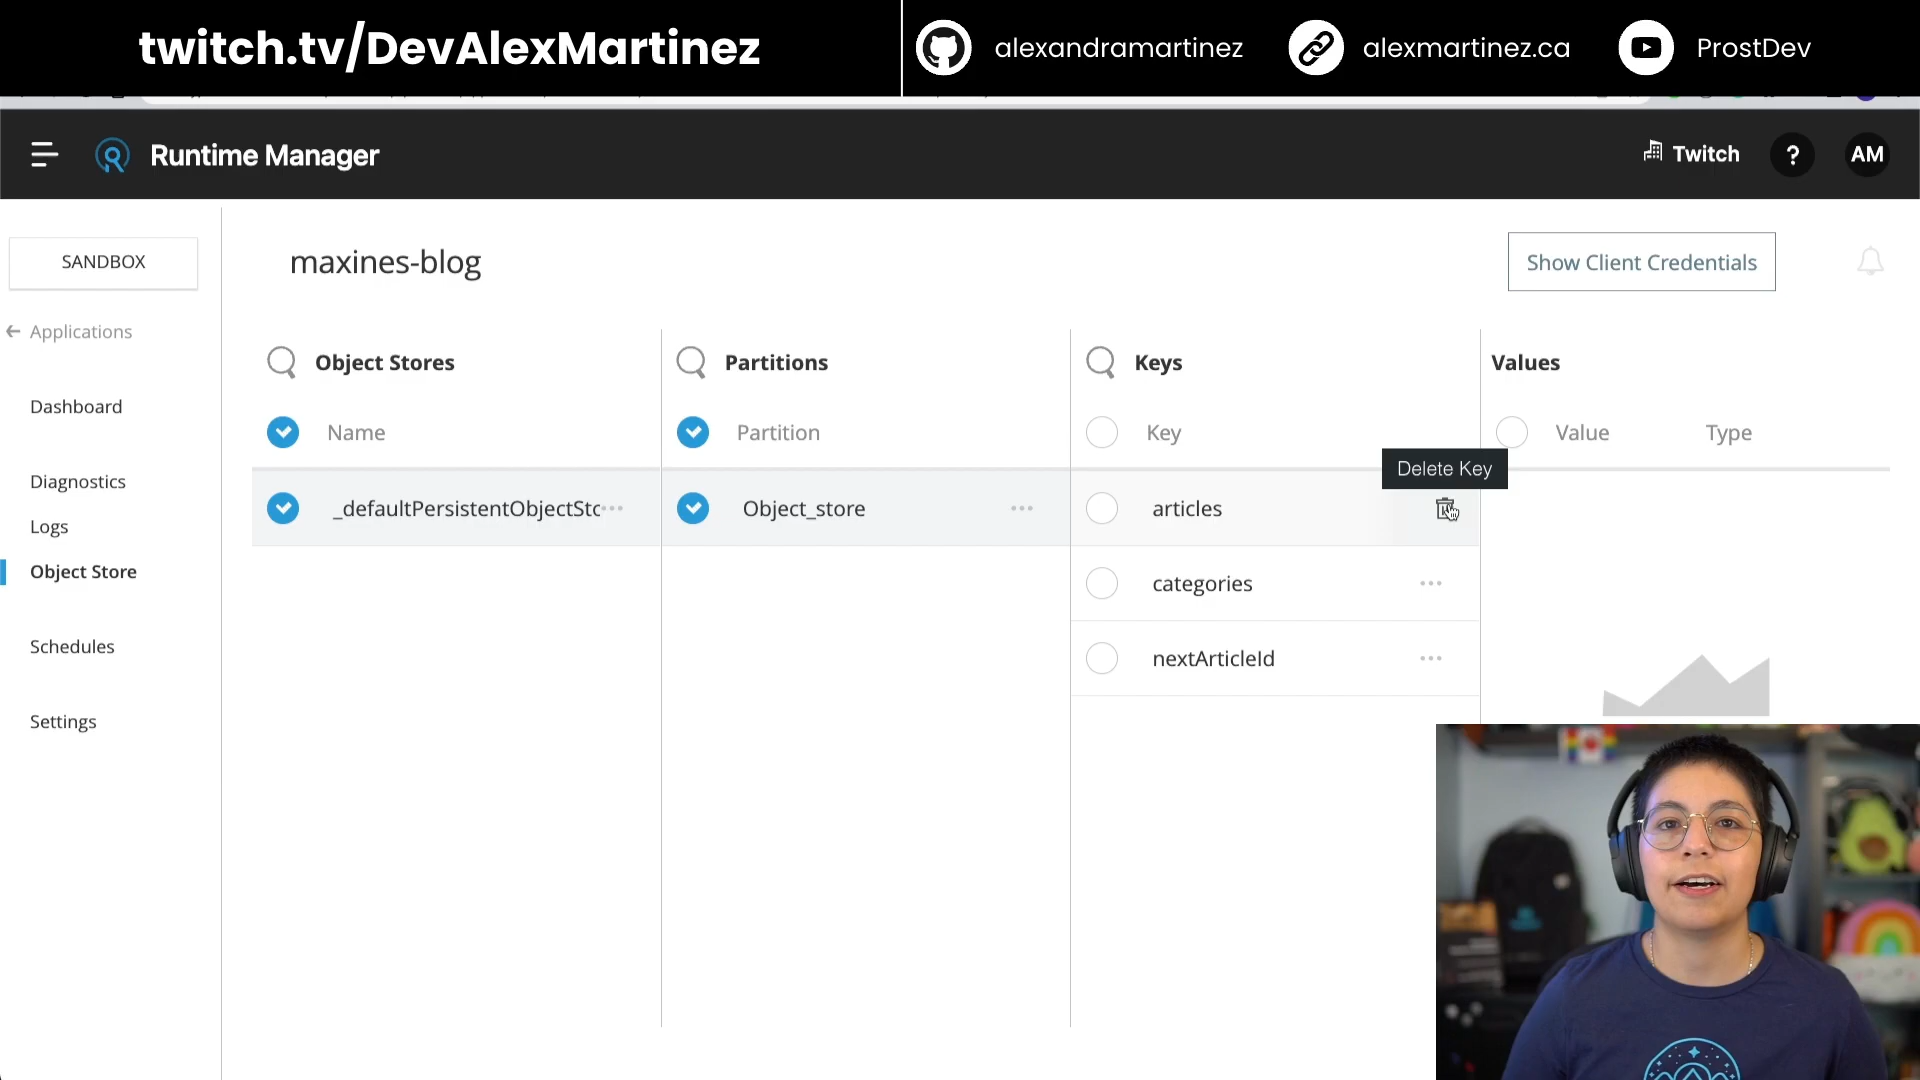 twitch.tv/DevAlexMartinez
alexandramartinez
alexmartinez.ca
ProstDev
Runtime Manager
Twitch
?
AM
SANDBOX
maxines-blog
Show Client Credentials
Applications
Object Stores
Partitions
Keys
Values
Dashboard
Name
Partition
Key
Value
Type
Delete Key
Diagnostics
_defaultPersistentObjectSto
Object_store
articles
Logs
Object Store
categories
Schedules
nextArticleId
Settings